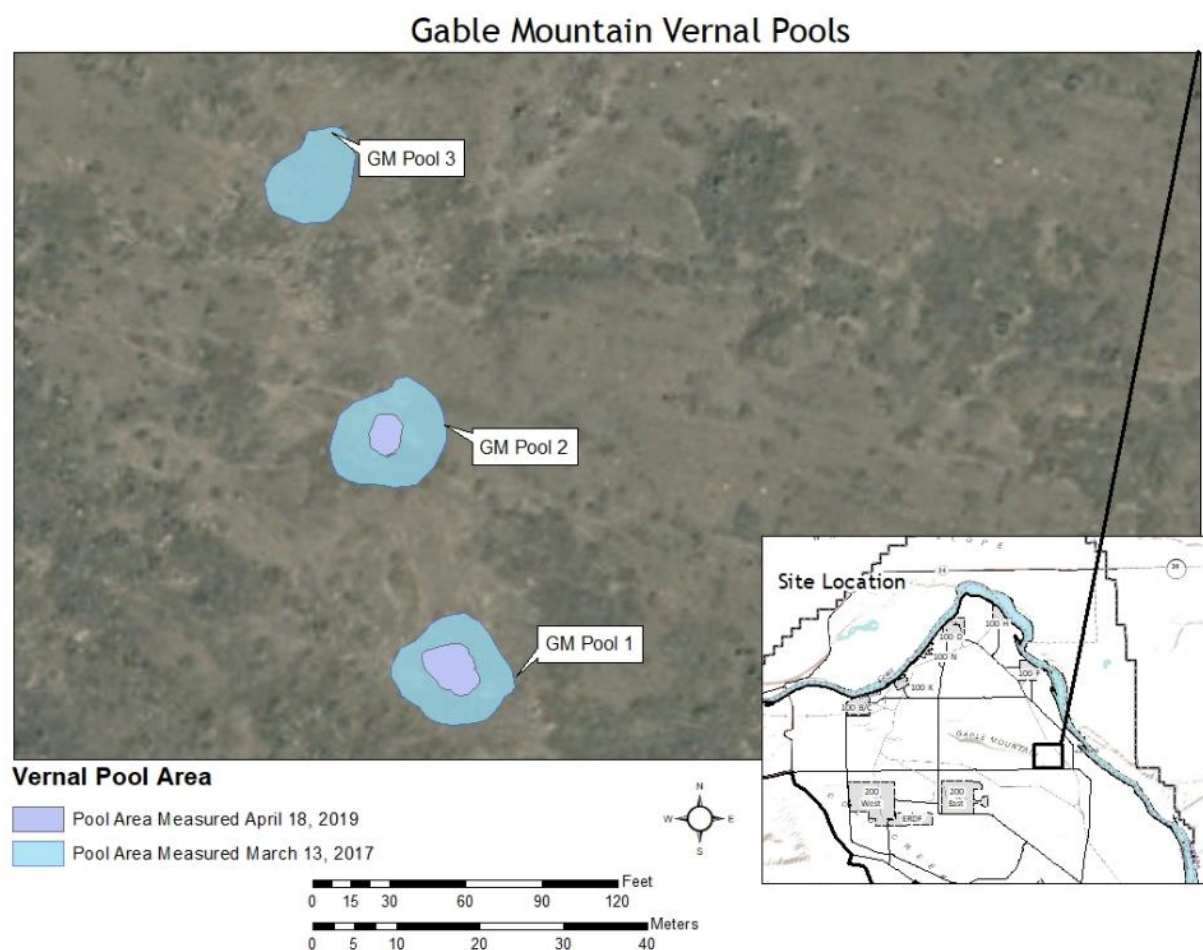 Gable Mountain Vernal Pools
GM Pool 3
GM Pool 2
GM Pool 1
Site Location
24
100 D
100 H
100 N
100 F
100 K
100 B/C
GABLE MOUNTAIN
200
West
200
East
ERDF
Vernal Pool Area
Pool Area Measured April 18, 2019
Pool Area Measured March 13, 2017
N
W
E
S
Feet
0 15 30 60 90 120
Meters
0 5 10 20 30 40